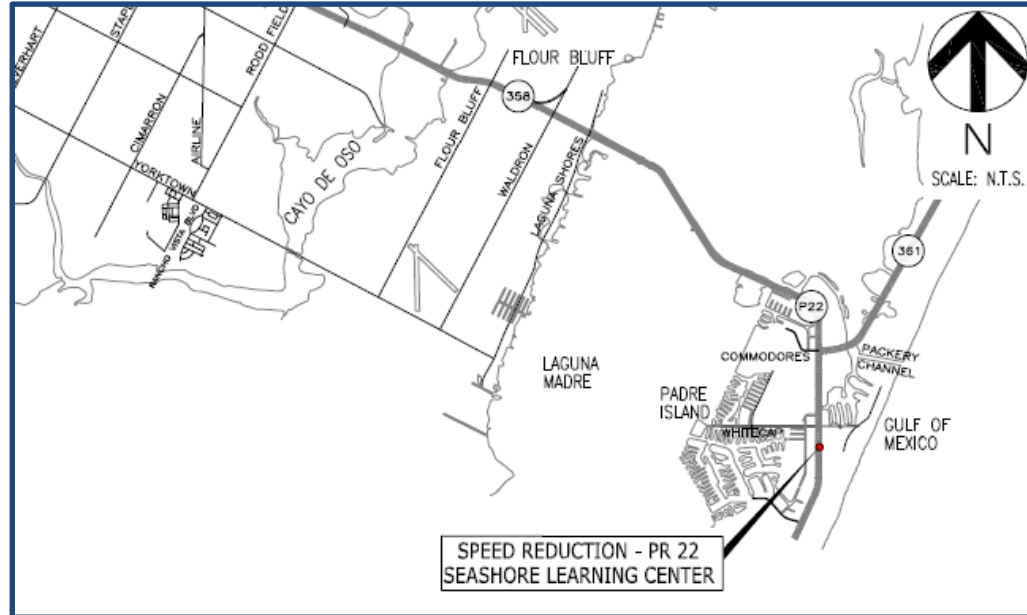 EVERHART
STAPL
CIMARRON
AIRLINE
RODD FIELD
YORKTOWN
RANCHO VISTA BLVD
CAYO DE OSO
FLOUR BLUFF
358
FLOUR BLUFF
WALDRON
LAGUNA SHORES
N
SCALE: N.T.S.
361
P22
COMMODORES
PACKERY
CHANNEL
LAGUNA
MADRE
PADRE
ISLAND
WHITECAP
GULF OF
MEXICO
SPEED REDUCTION - PR 22
SEASHORE LEARNING CENTER